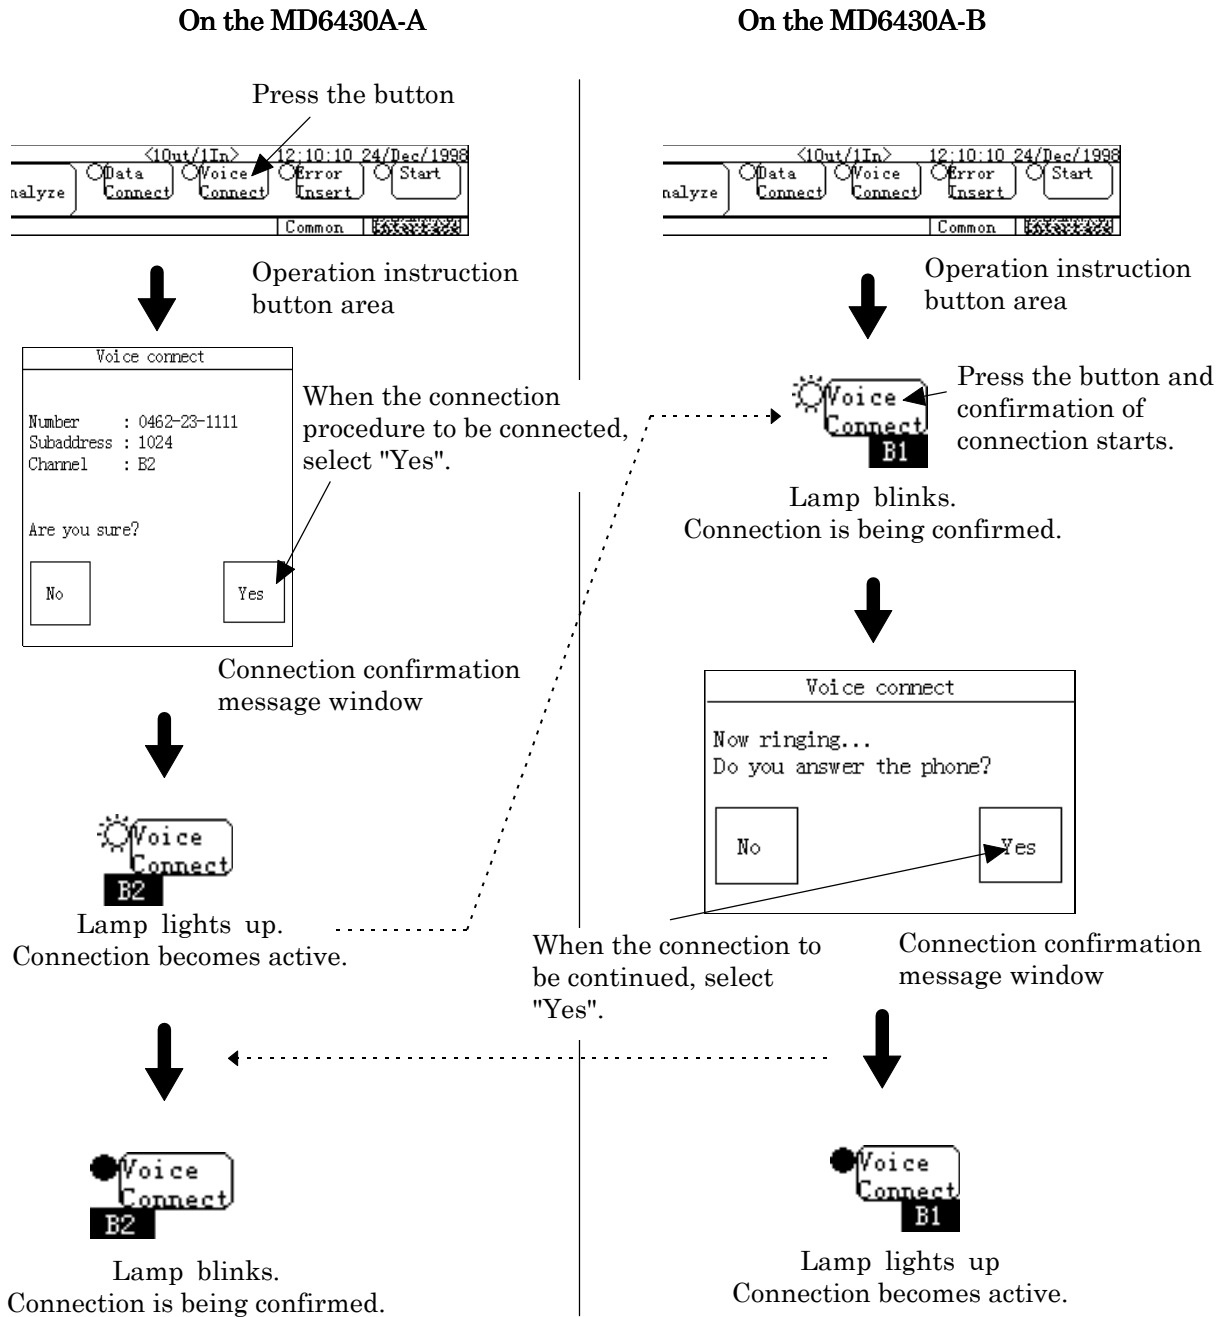 On the MD6430A-A
Press the button
<1Out/1In> 12:10:10 24/Dec/1998
nalyze
Data
Connect
Voice
Connect
Error
Insert
Start
Common
Operation instruction
button area
Voice connect
Number : 0462-23-1111
Subaddress : 1024
Channel : B2
Are you sure?
No
Yes
When the connection
procedure to be connected,
select "Yes".
Connection confirmation
message window
Voice
Connect
B2
Lamp lights up.
Connection becomes active.
Voice
Connect
B2
Lamp blinks.
Connection is being confirmed.
On the MD6430A-B
<1Out/1In> 12:10:10 24/Dec/1998
nalyze
Data
Connect
Voice
Connect
Error
Insert
Start
Common
Operation instruction
button area
Voice
Connect
B1
Press the button and
confirmation of
connection starts.
Lamp blinks.
Connection is being confirmed.
Voice connect
Now ringing...
Do you answer the phone?
No
Yes
When the connection to
be continued, select
"Yes".
Connection confirmation
message window
Voice
Connect
B1
Lamp lights up
Connection becomes active.